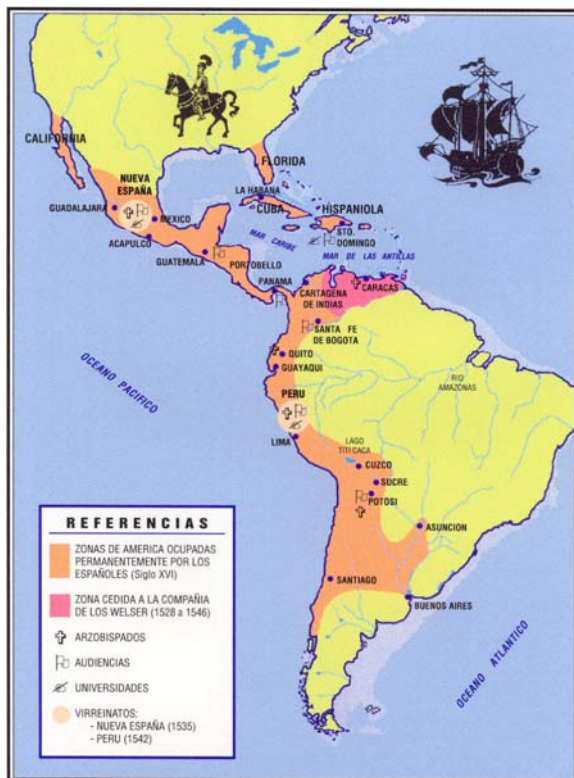 CALIFORNIA
FLORIDA
NUEVA
ESPAÑA
LA HABANA
CUBA
HISPANIOLA
GUADALAJARA
MEXICO
STO.
DOMINGO
MAR CARIBE
ACAPULCO
MAR DE LAS ANTILLAS
GUATEMALA
PORTOBELLO
PANAMA
CARTAGENA
DE INDIAS
CARACAS
SANTA FE
DE BOGOTA
QUITO
GUAYAQUI
OCEANO PACIFICO
RIO
AMAZONAS
PERU
LIMA
LAGO
TITI CACA
CUZCO
SUCRE
POTOSI
ASUNCION
SANTIAGO
BUENOS AIRES
OCEANO ATLANTICO
REFERENCIAS
ZONAS DE AMERICA OCUPADAS
PERMANENTEMENTE POR LOS
ESPAÑOLES (Siglo XVI)
ZONA CEDIDA A LA COMPAÑIA
DE LOS WELSER (1528 a 1546)
ARZOBISPADOS
AUDIENCIAS
UNIVERSIDADES
VIRREINATOS:
- NUEVA ESPAÑA (1535)
- PERU (1542)